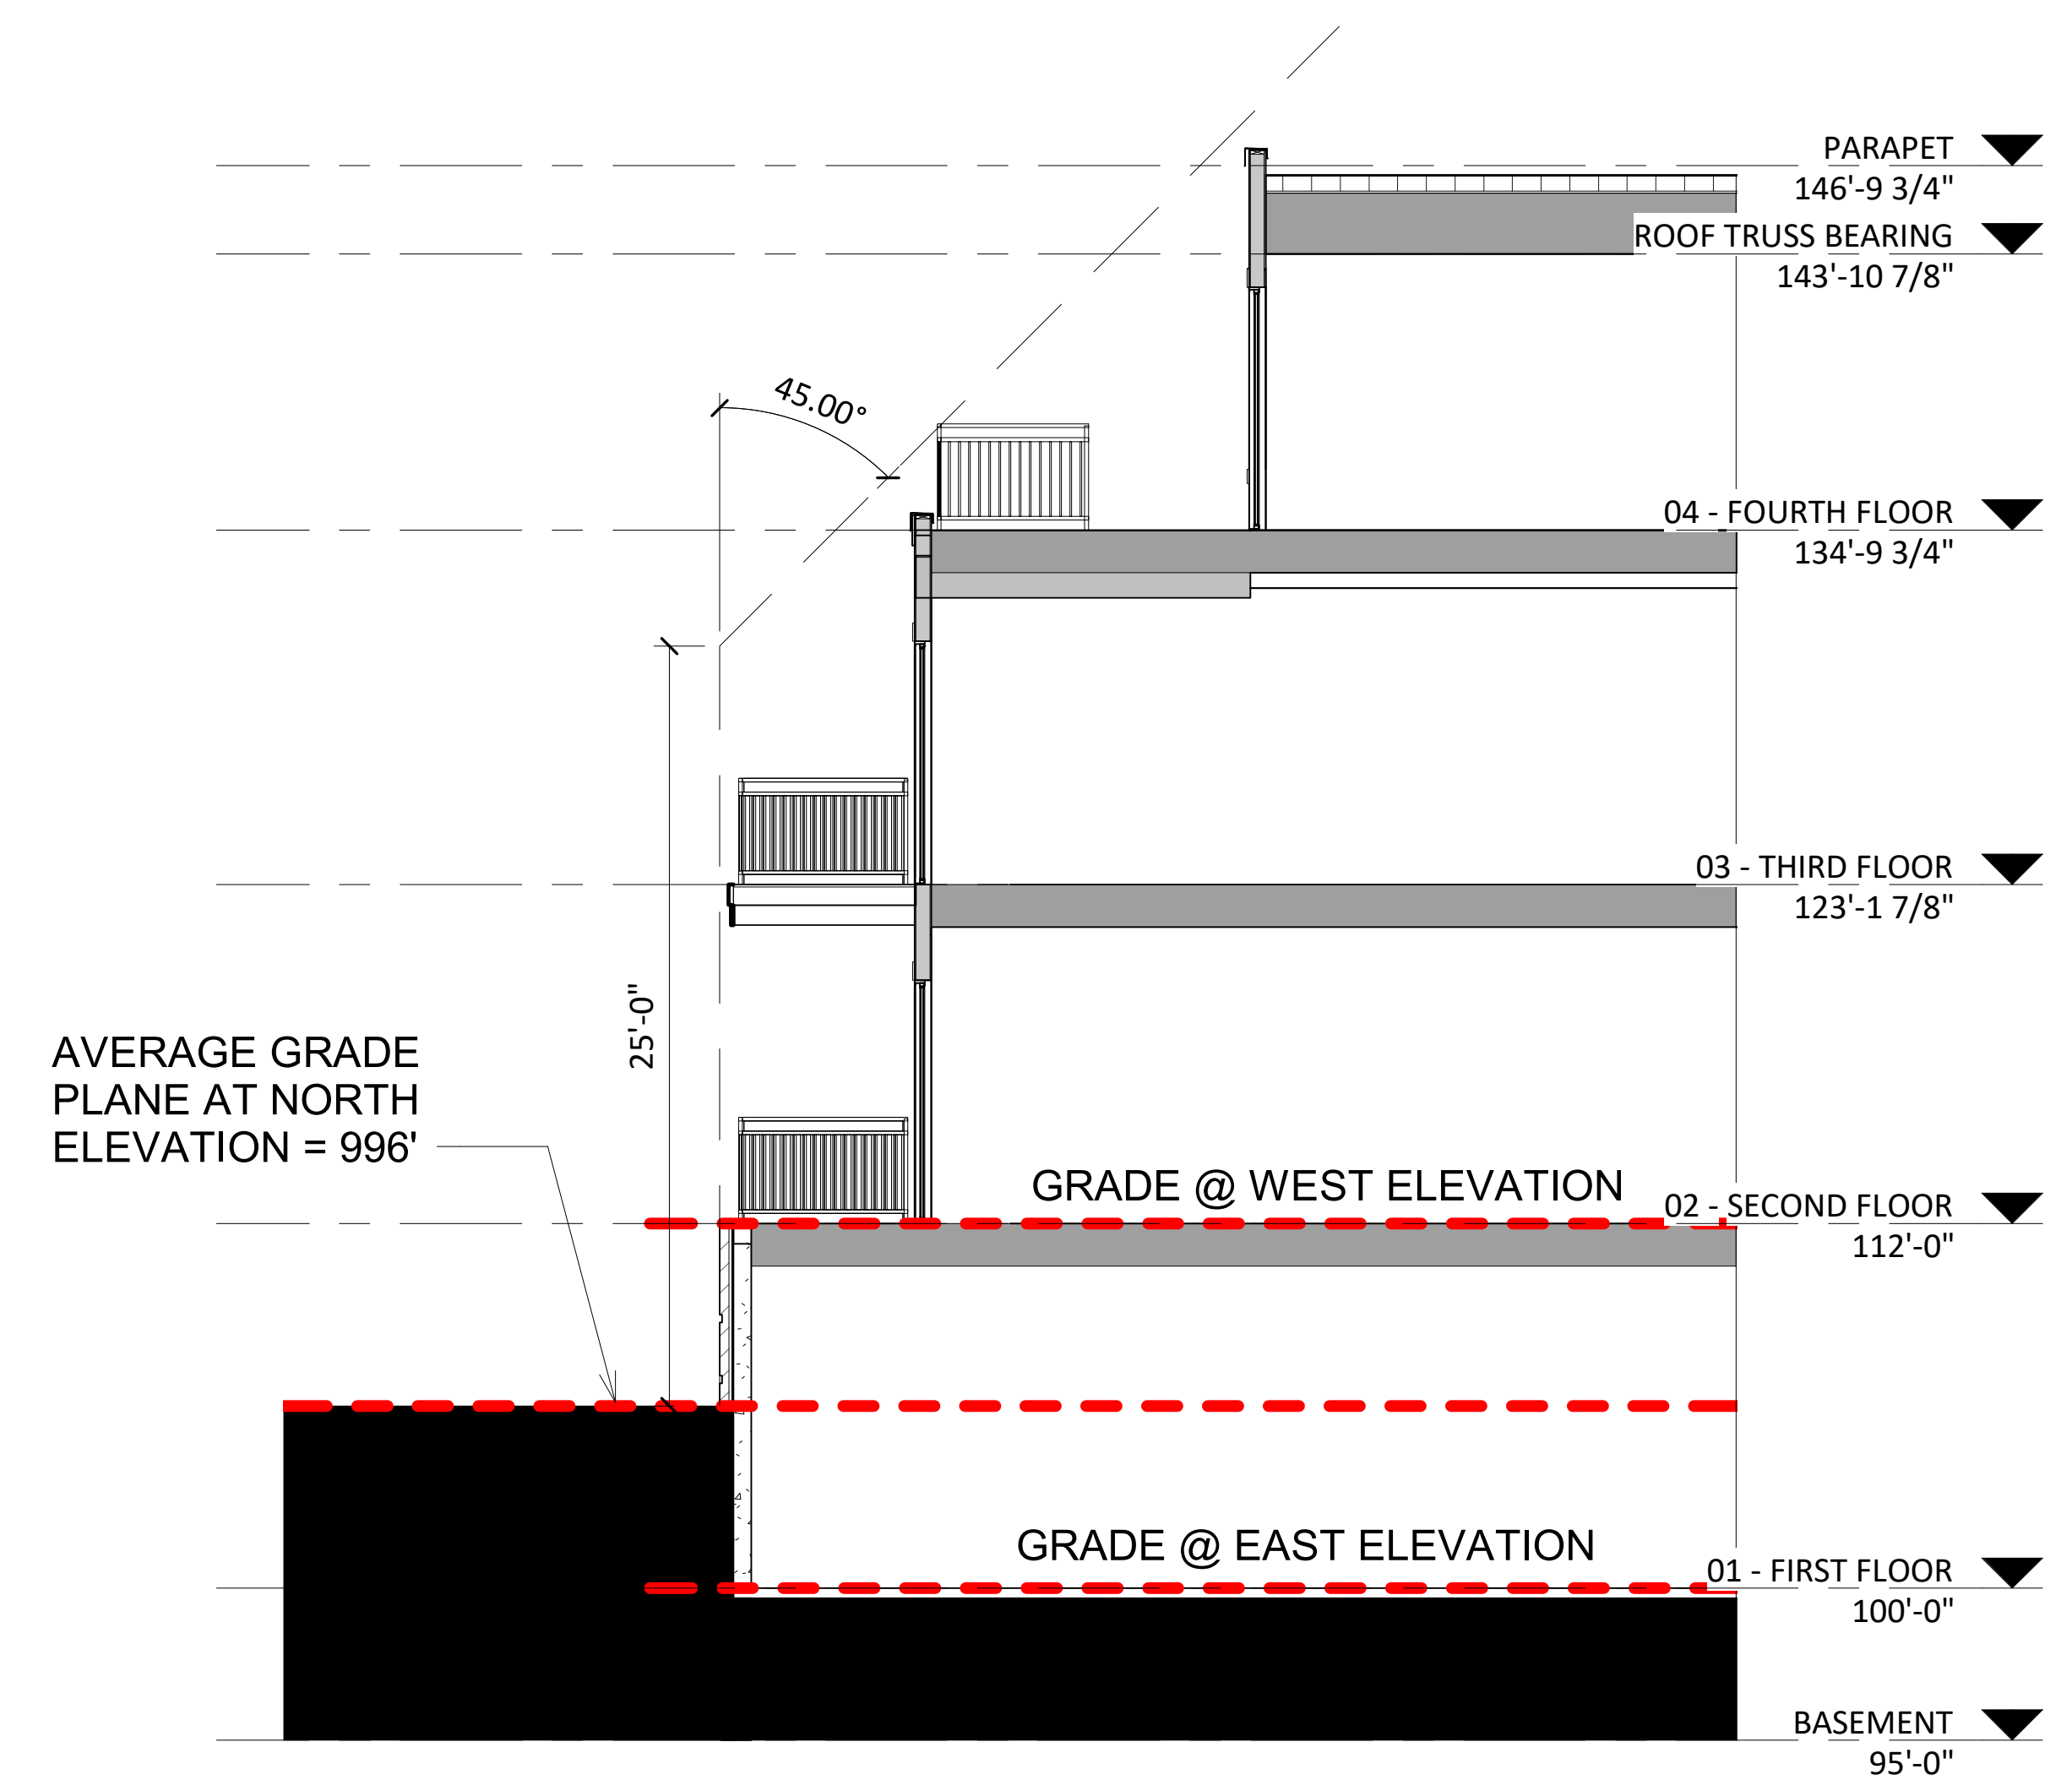 PARAPET
146'-9 3/4"
ROOF TRUSS BEARING
143'-10 7/8"
45.00°
04 - FOURTH FLOOR
134'-9 3/4"
03 - THIRD FLOOR
123'-1 7/8"
25'-0"
AVERAGE GRADE
PLANE AT NORTH
ELEVATION = 996'
GRADE @ WEST ELEVATION
02 - SECOND FLOOR
112'-0"
GRADE @ EAST ELEVATION
01 - FIRST FLOOR
100'-0"
BASEMENT
95'-0"